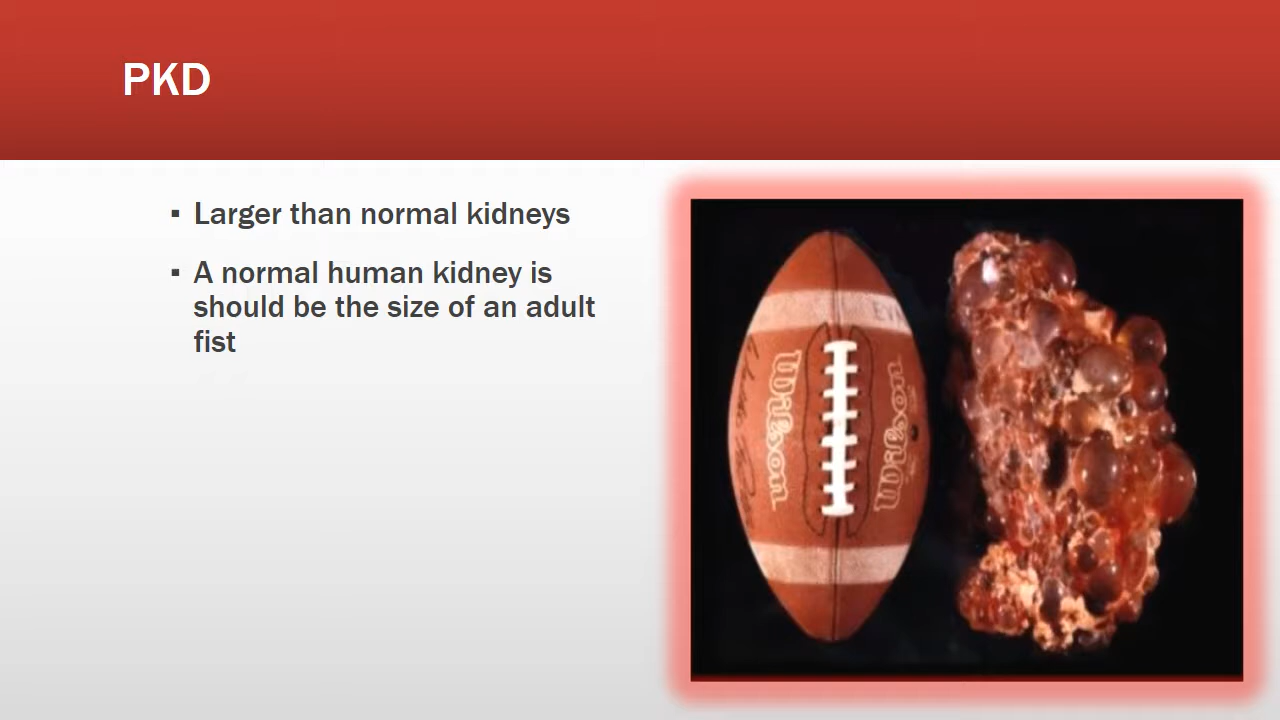 PKD
▪ Larger than normal kidneys
▪ A normal human kidney is
should be the size of an adult
fist
Wilson
Wilson